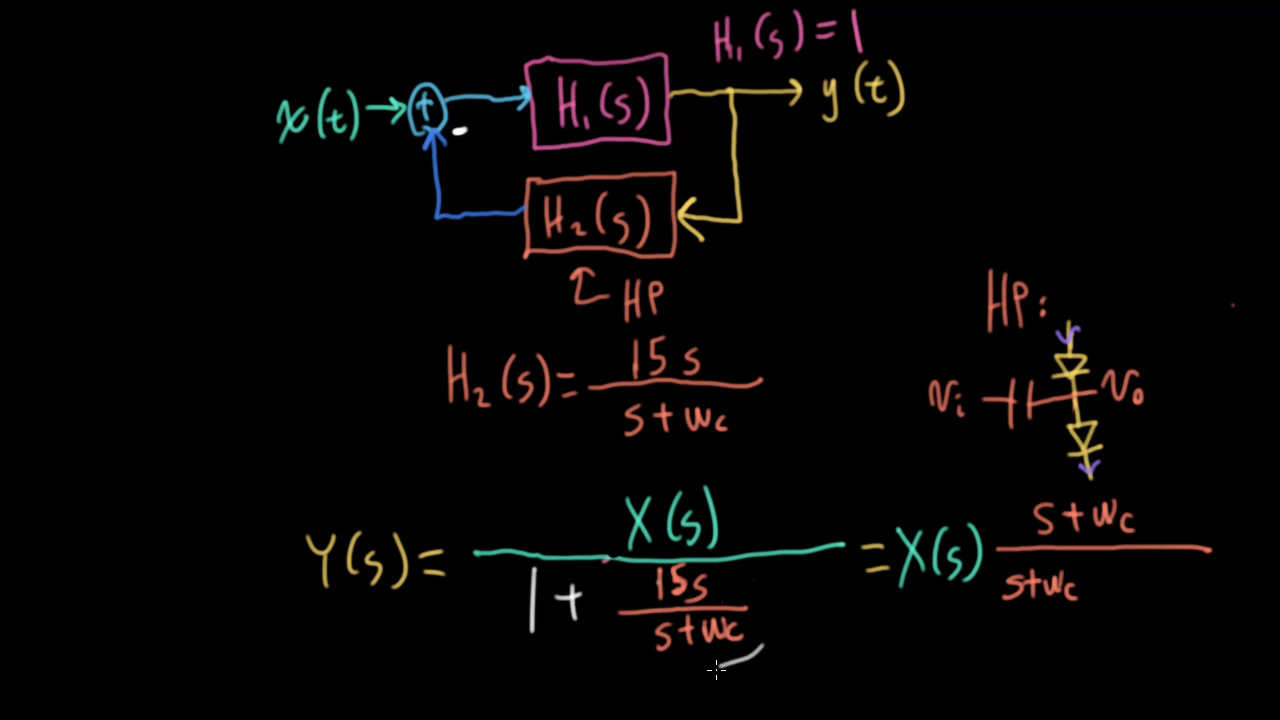 H₁(s)=1
x(t) + H₁(s) y(t)
-
H₂(s)
HP
HP:
H₂(s)= 15s / s+wc
Vi Vo
Y(s)= X(s) / 1+ 15s / s+wc = X(s) s+wc / s+wc